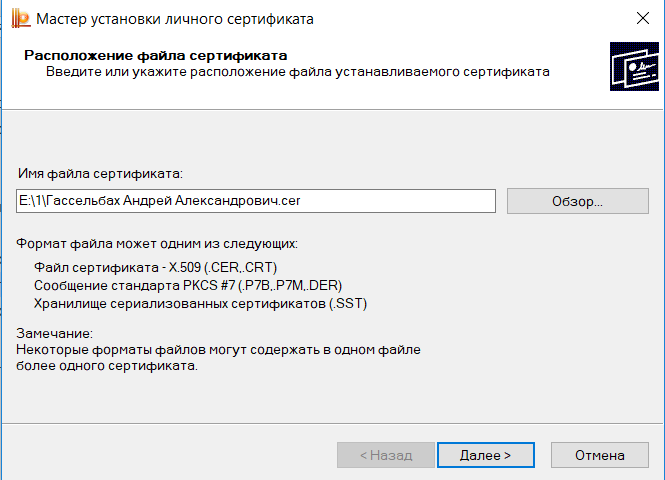 Мастер установки личного сертификата
Расположение файла сертификата
Введите или укажите расположение файла устанавливаемого сертификата
Имя файла сертификата:
E:\1\Гассельбах Андрей Александрович.cer
Обзор...
Формат файла может одним из следующих:
Файл сертификата - X.509 (.CER,.CRT)
Сообщение стандарта PKCS #7 (.P7B,.P7M,.DER)
Хранилище сериализованных сертификатов (.SST)
Замечание:
Некоторые форматы файлов могут содержать в одном файле
более одного сертификата.
< Назад
Далее >
Отмена